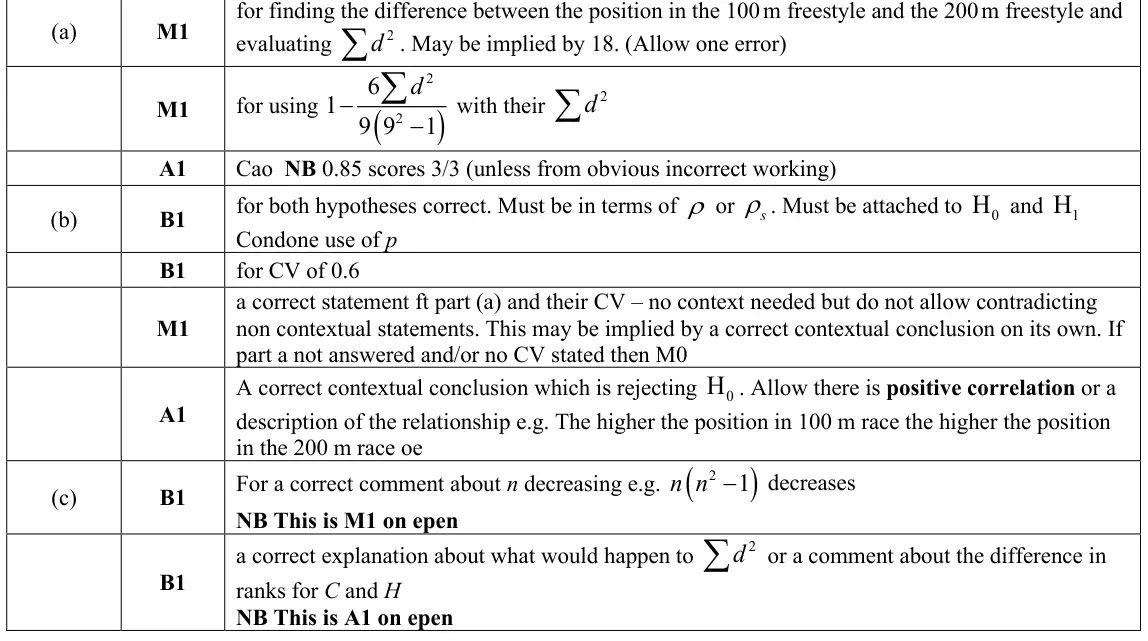 (a) M1 for finding the difference between the position in the 100 m freestyle and the 200 m freestyle and
evaluating ∑d². May be implied by 18. (Allow one error)
M1 for using 1 − 6∑d² / 9(9² − 1) with their ∑d²
A1 Cao NB 0.85 scores 3/3 (unless from obvious incorrect working)
(b) B1 for both hypotheses correct. Must be in terms of ρ or ρₛ. Must be attached to H₀ and H₁
Condone use of p
B1 for CV of 0.6
M1 a correct statement ft part (a) and their CV – no context needed but do not allow contradicting
non contextual statements. This may be implied by a correct contextual conclusion on its own. If
part a not answered and/or no CV stated then M0
A1 A correct contextual conclusion which is rejecting H₀. Allow there is positive correlation or a
description of the relationship e.g. The higher the position in 100 m race the higher the position
in the 200 m race oe
(c) B1 For a correct comment about n decreasing e.g. n(n² − 1) decreases
NB This is M1 on epen
B1 a correct explanation about what would happen to ∑d² or a comment about the difference in
ranks for C and H
NB This is A1 on epen